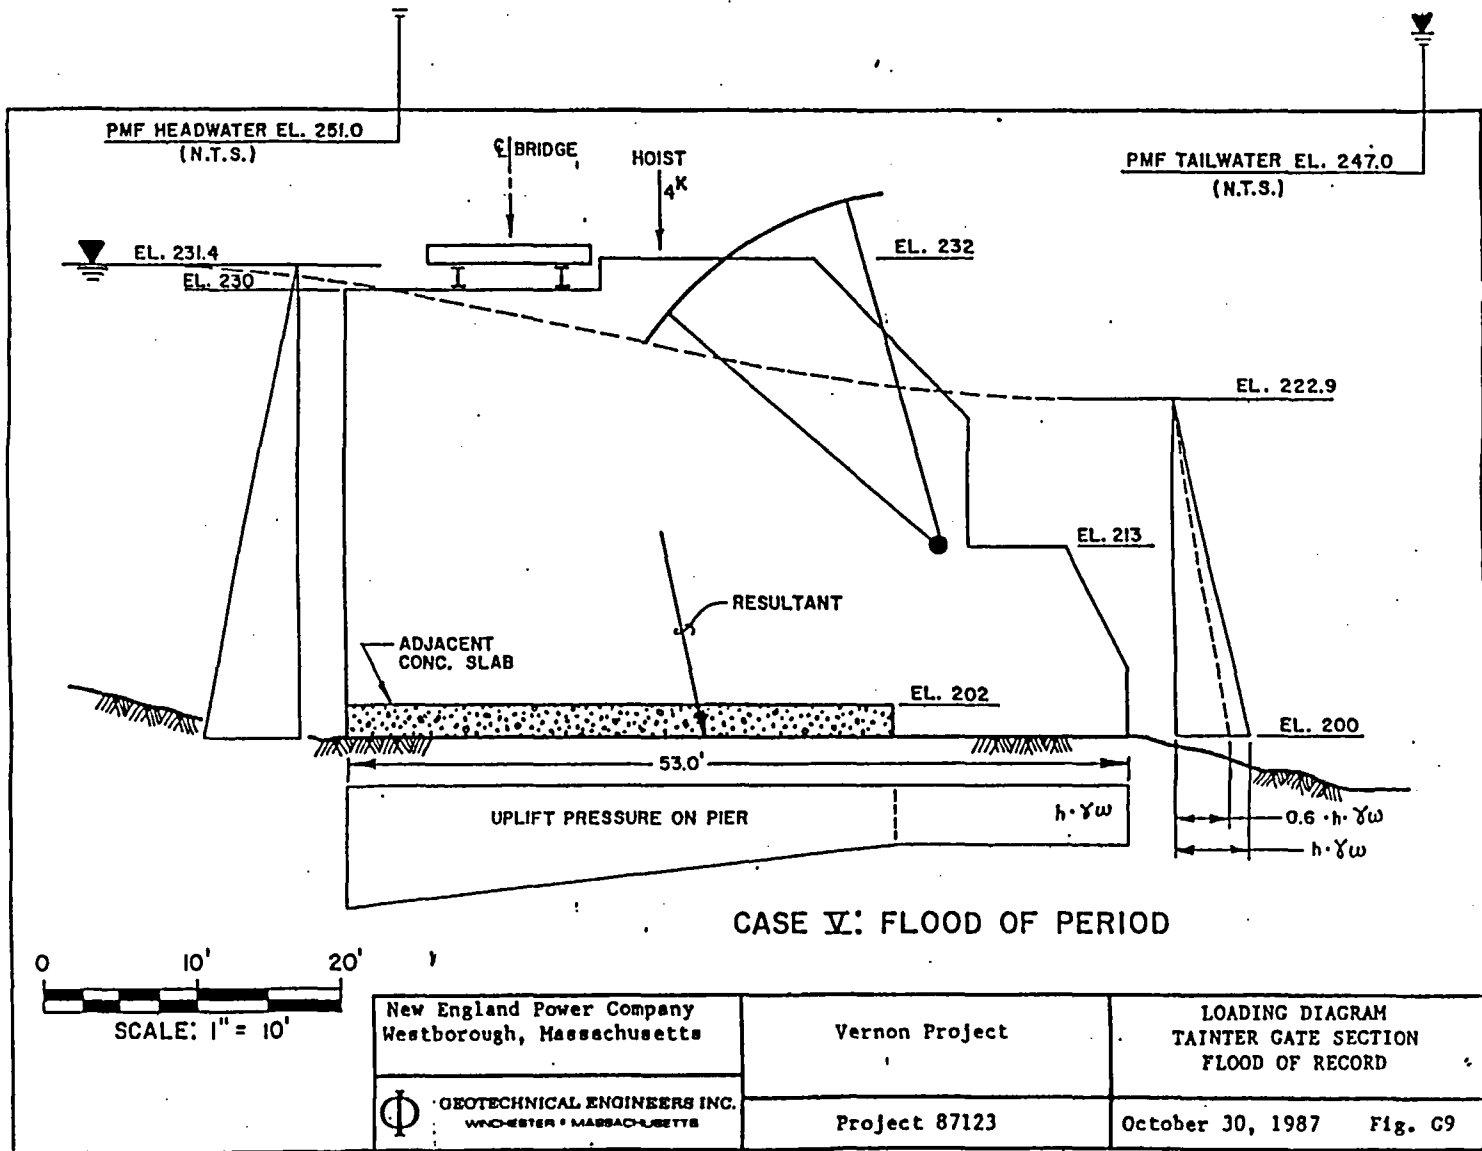 PMF HEADWATER EL. 251.0
(N.T.S.)
℄ BRIDGE
HOIST
4K
PMF TAILWATER EL. 247.0
(N.T.S.)
EL. 231.4
EL. 230
EL. 232
EL. 222.9
EL. 213
RESULTANT
ADJACENT
CONC. SLAB
EL. 202
EL. 200
53.0'
UPLIFT PRESSURE ON PIER
h·γω
0.6 ·h· γω
h·γω
CASE V: FLOOD OF PERIOD
0 10' 20'
SCALE: 1" = 10'
New England Power Company
Westborough, Massachusetts
Vernon Project
LOADING DIAGRAM
TAINTER GATE SECTION
FLOOD OF RECORD
GEOTECHNICAL ENGINEERS INC.
WINCHESTER • MASSACHUSETTS
Project 87123
October 30, 1987 Fig. G9